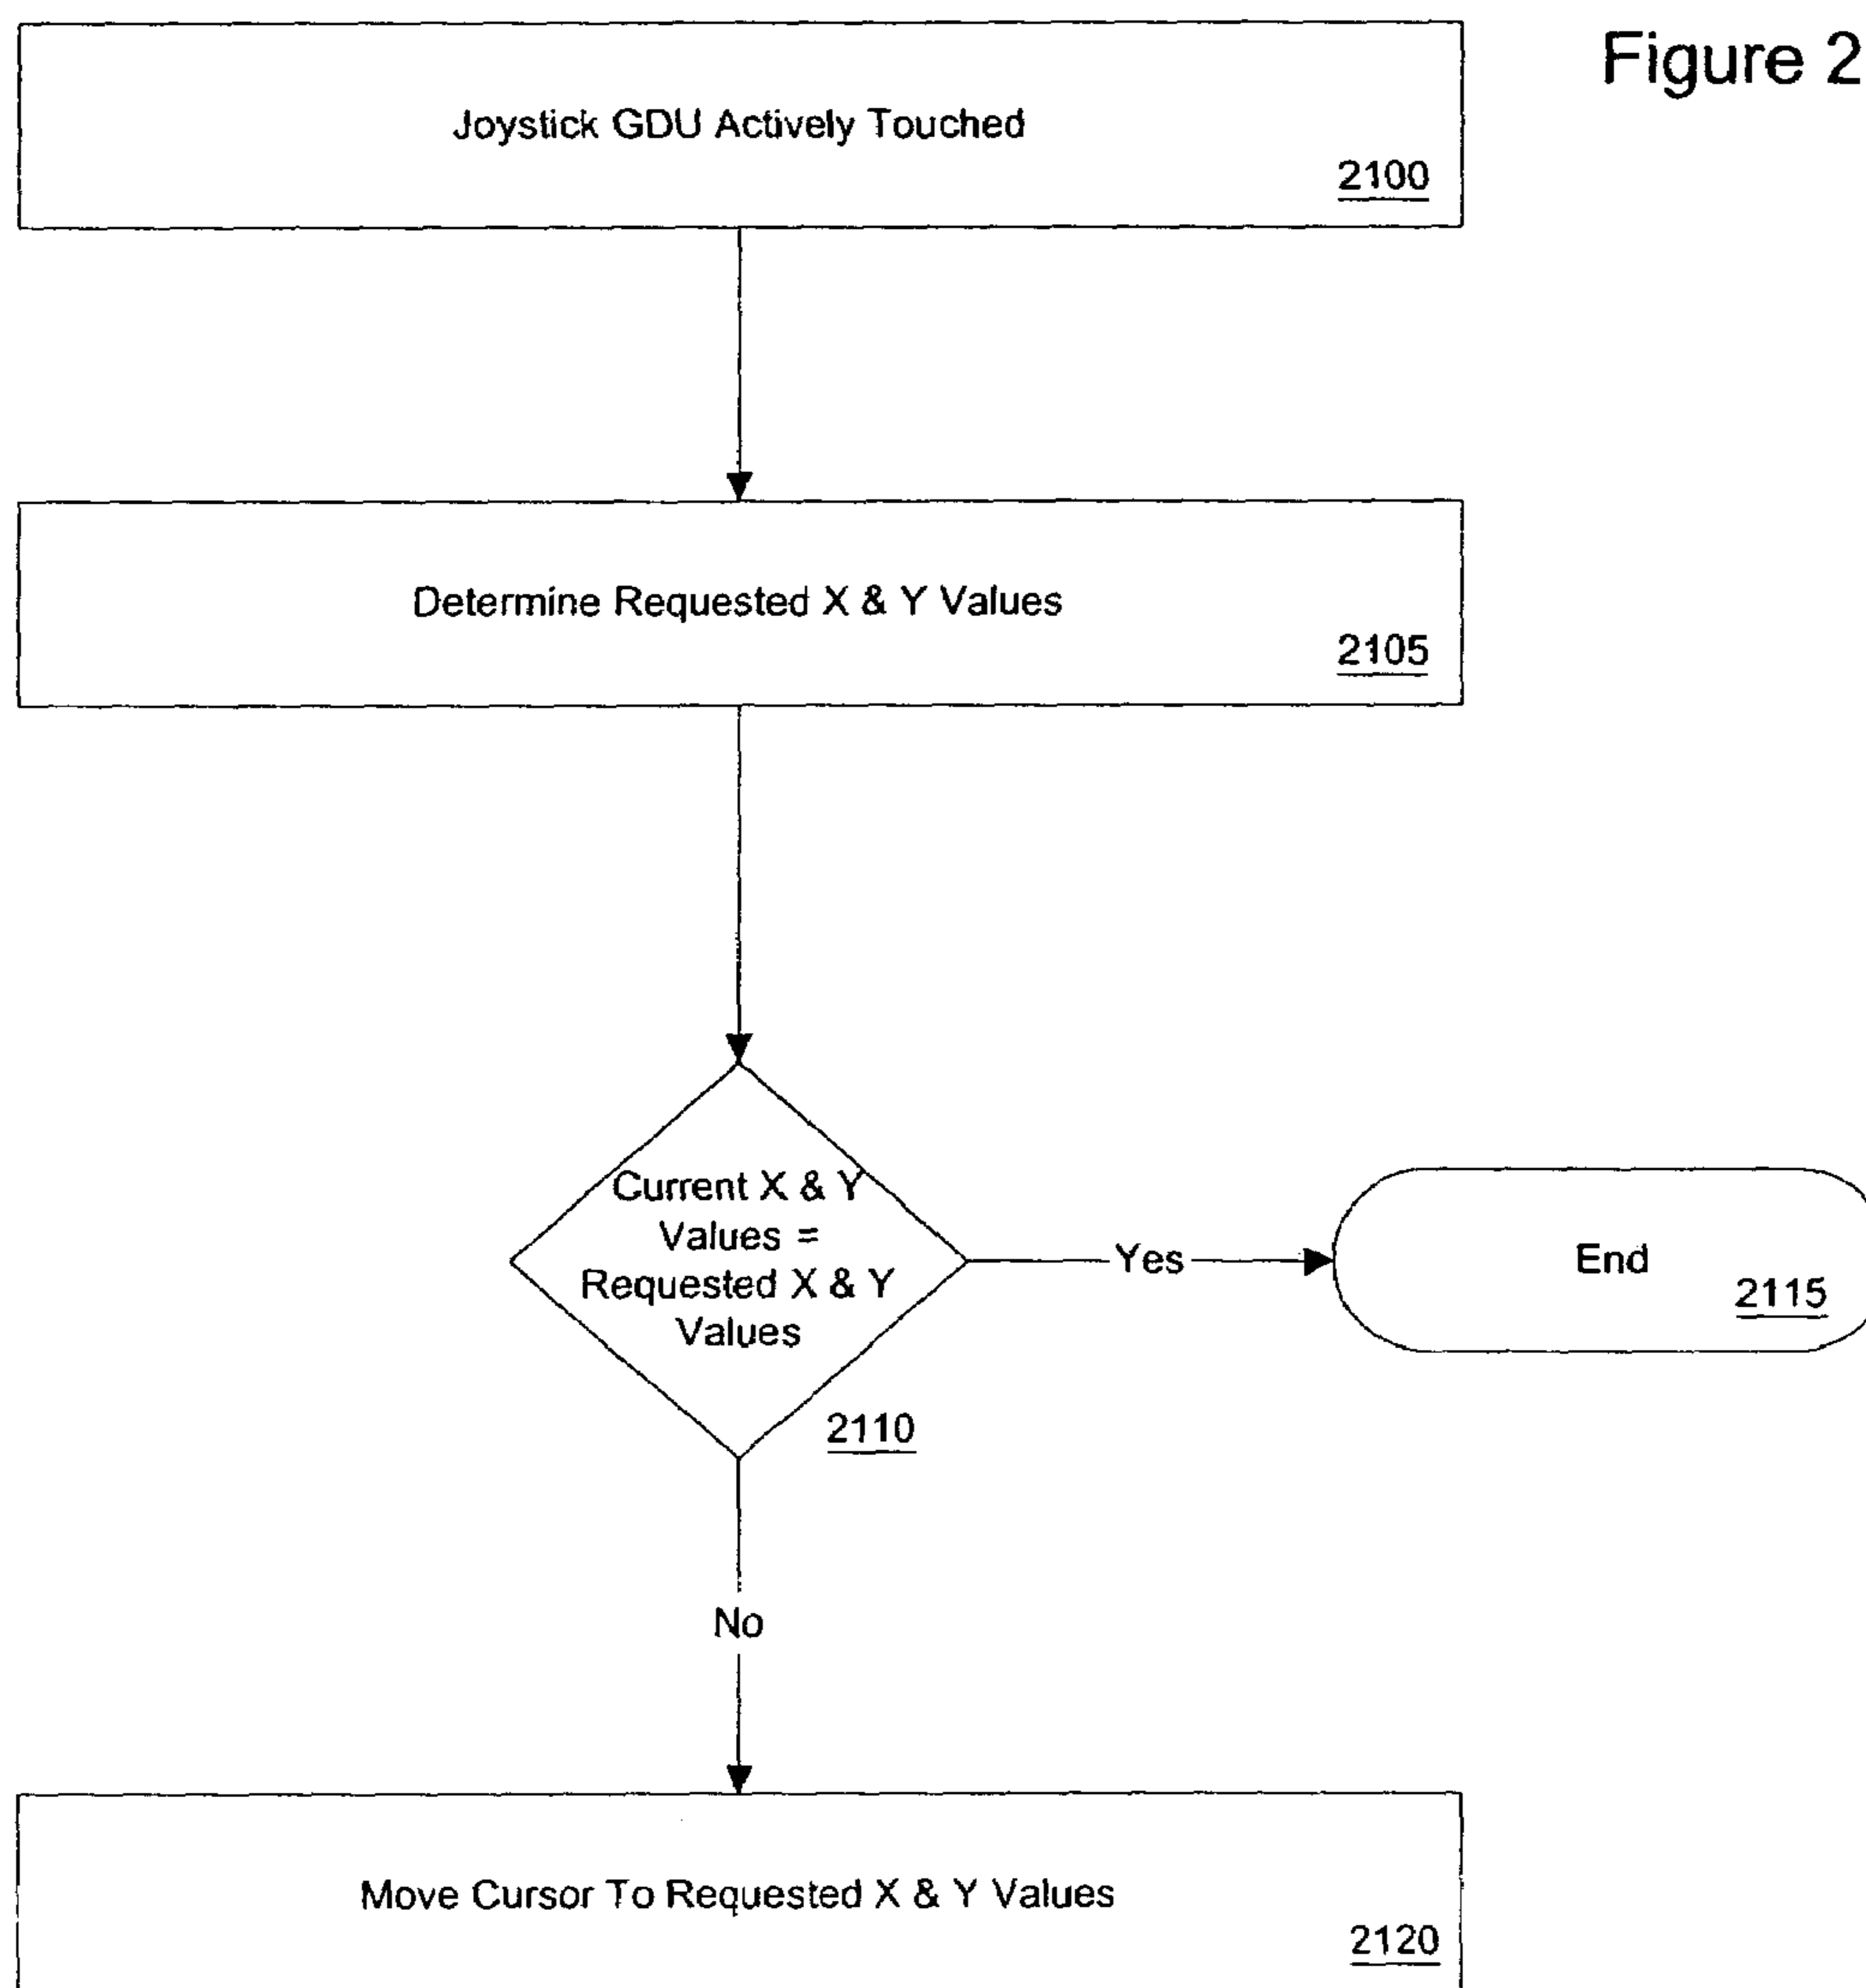 Figure 2
Joystick GDU Actively Touched
2100
Determine Requested X & Y Values
2105
Current X & Y
Values =
Requested X & Y
Values
2110
Yes
End
2115
No
Move Cursor To Requested X & Y Values
2120